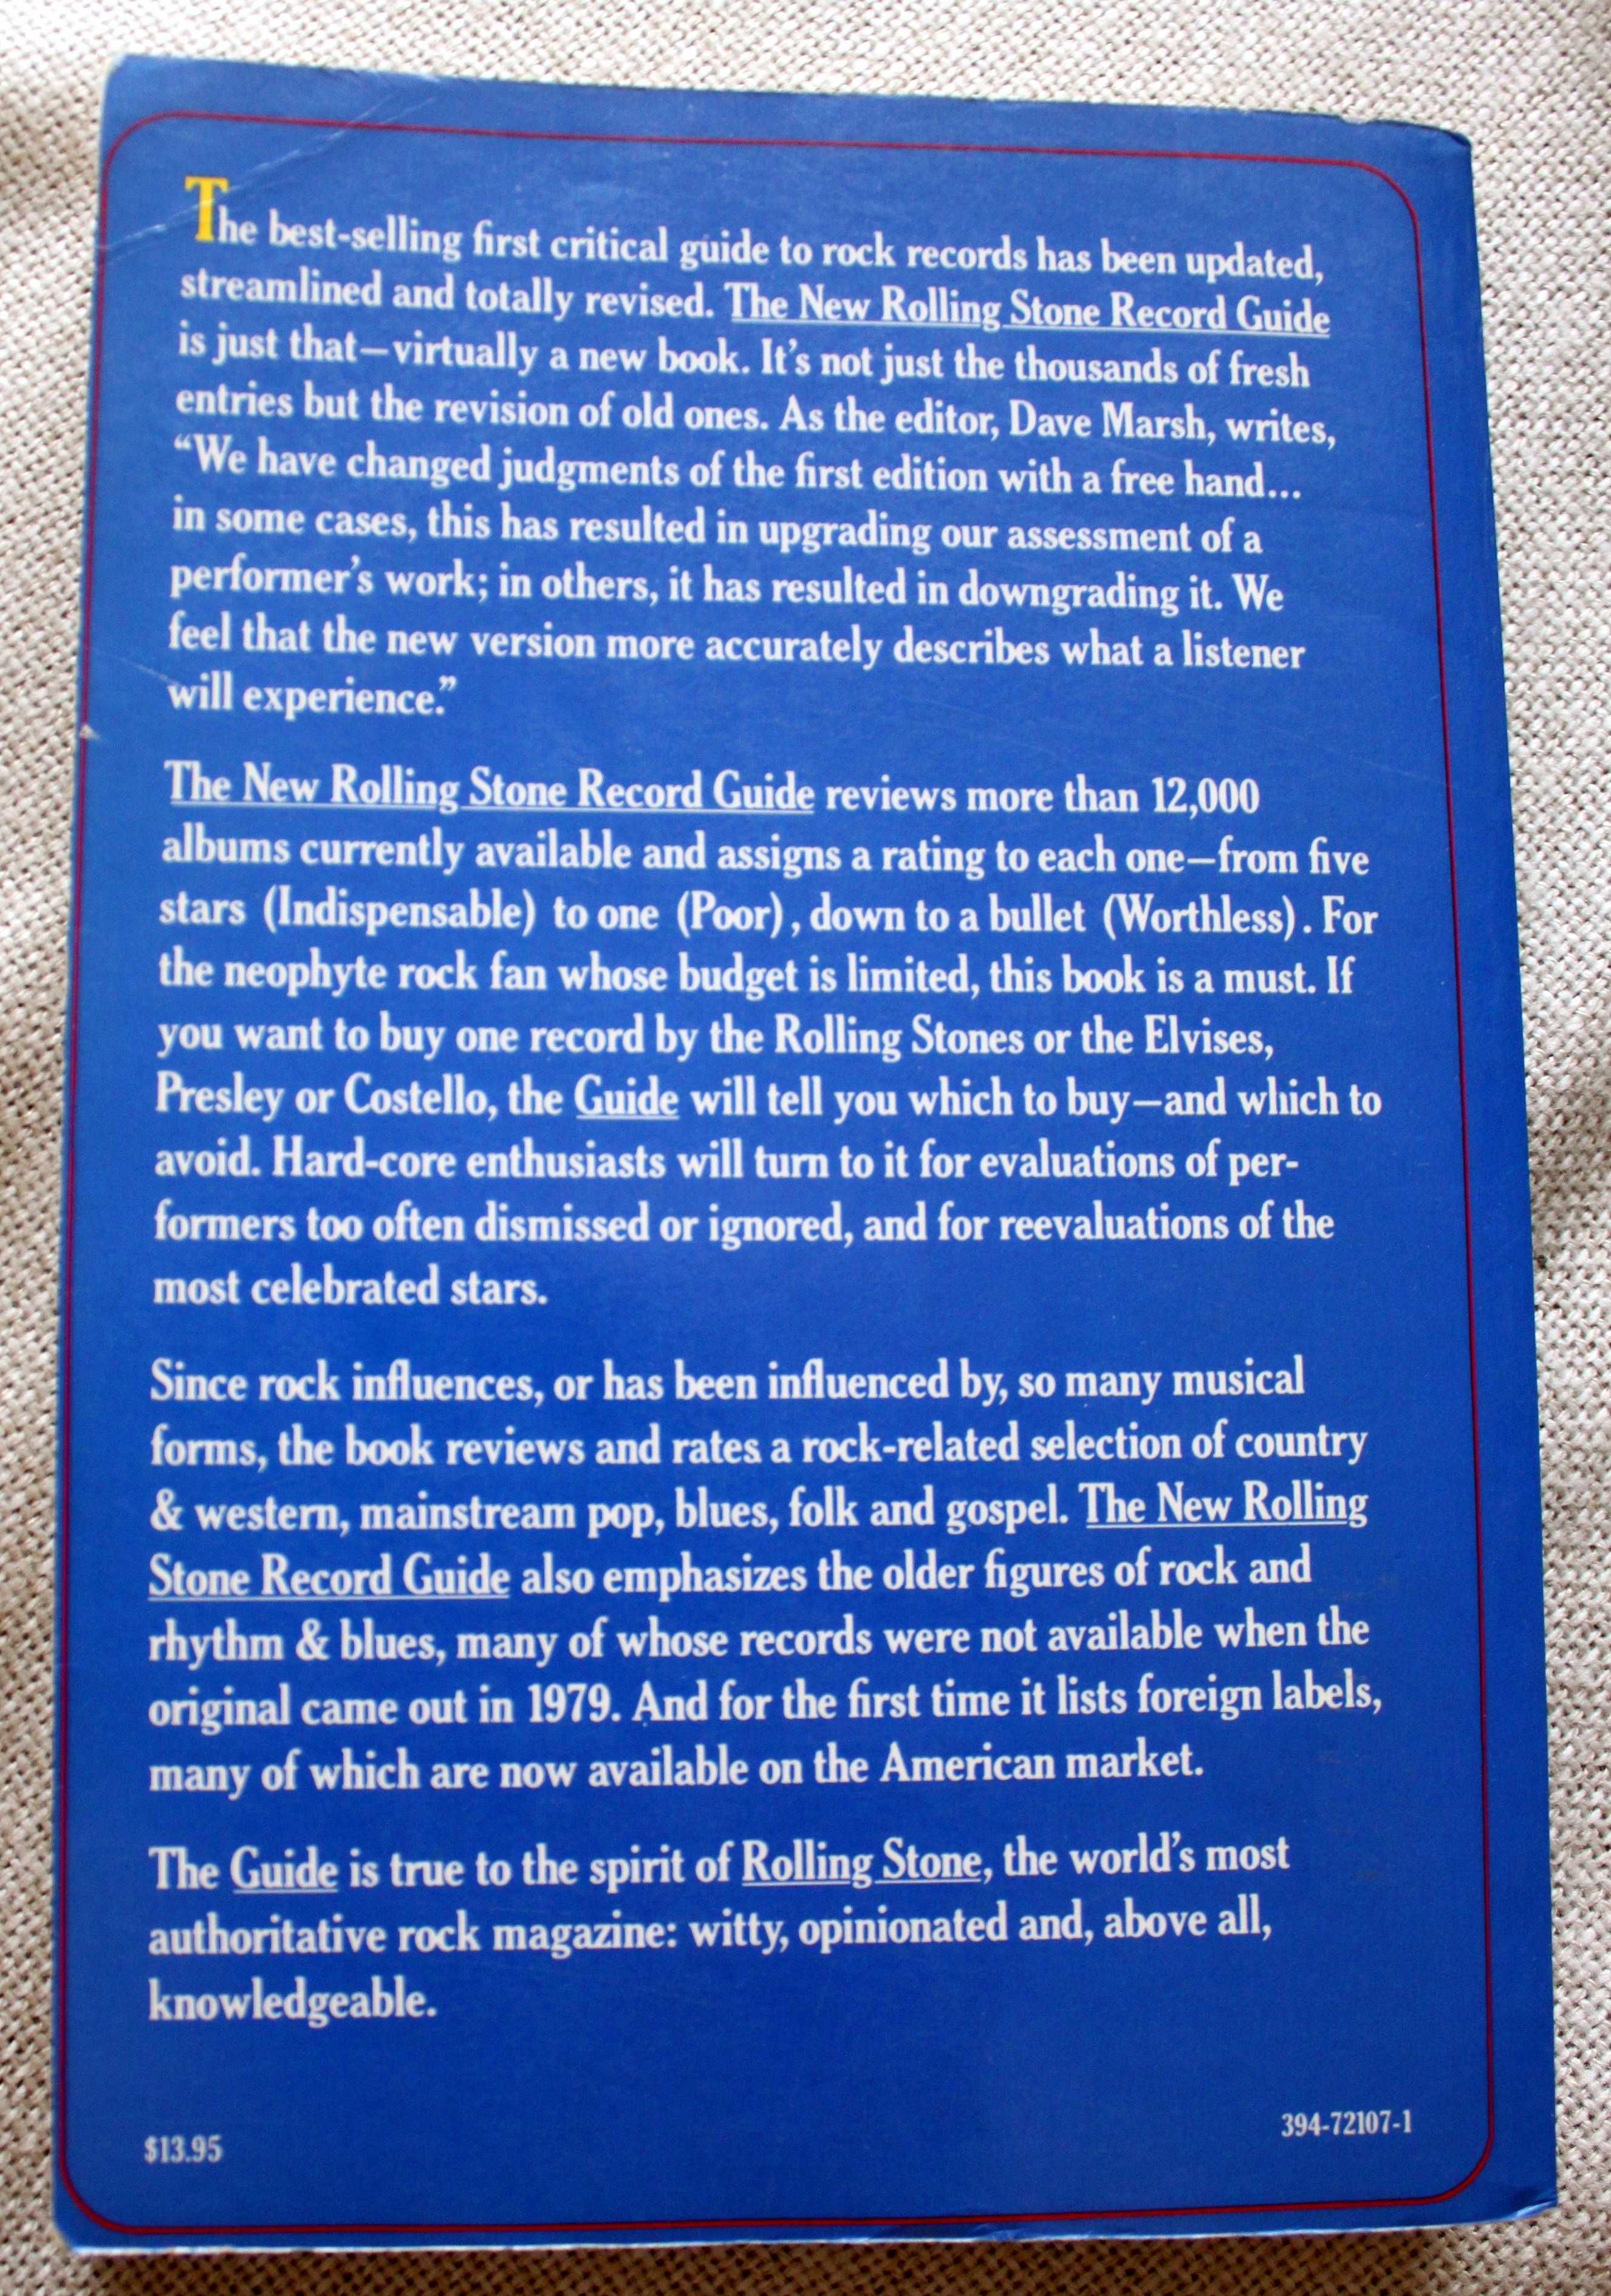 The best-selling first critical guide to rock records has been updated,
streamlined and totally revised. The New Rolling Stone Record Guide
is just that—virtually a new book. It's not just the thousands of fresh
entries but the revision of old ones. As the editor, Dave Marsh, writes,
“We have changed judgments of the first edition with a free hand...
in some cases, this has resulted in upgrading our assessment of a
performer's work; in others, it has resulted in downgrading it. We
feel that the new version more accurately describes what a listener
will experience.”
The New Rolling Stone Record Guide reviews more than 12,000
albums currently available and assigns a rating to each one—from five
stars (Indispensable) to one (Poor), down to a bullet (Worthless). For
the neophyte rock fan whose budget is limited, this book is a must. If
you want to buy one record by the Rolling Stones or the Elvises,
Presley or Costello, the Guide will tell you which to buy—and which to
avoid. Hard-core enthusiasts will turn to it for evaluations of per-
formers too often dismissed or ignored, and for reevaluations of the
most celebrated stars.
Since rock influences, or has been influenced by, so many musical
forms, the book reviews and rates a rock-related selection of country
& western, mainstream pop, blues, folk and gospel. The New Rolling
Stone Record Guide also emphasizes the older figures of rock and
rhythm & blues, many of whose records were not available when the
original came out in 1979. And for the first time it lists foreign labels,
many of which are now available on the American market.
The Guide is true to the spirit of Rolling Stone, the world's most
authoritative rock magazine: witty, opinionated and, above all,
knowledgeable.
394-72107-1
$13.95